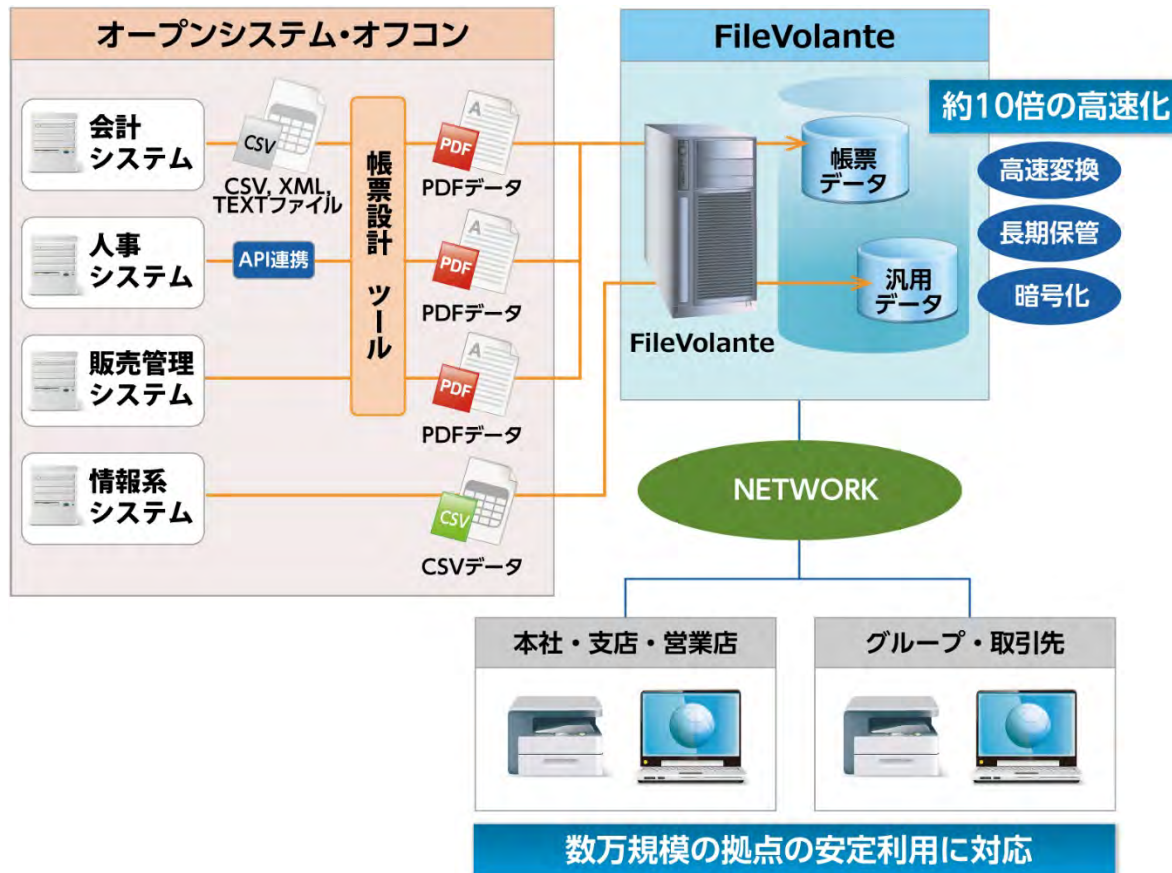 オープンシステム・オフコン
会計
システム
CSV
CSV, XML,
TEXTファイル
人事
システム
API連携
販売管理
システム
情報系
システム
帳票設計 ツール
A
PDF
PDFデータ
A
PDF
PDFデータ
A
PDF
PDFデータ
CSV
CSVデータ
FileVolante
FileVolante
帳票
データ
汎用
データ
約10倍の高速化
高速変換
長期保管
暗号化
NETWORK
本社・支店・営業店
グループ・取引先
数万規模の拠点の安定利用に対応